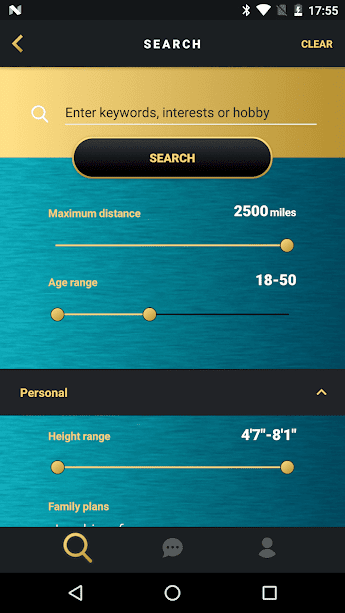 17:55
SEARCH
CLEAR
Enter keywords, interests or hobby
SEARCH
Maximum distance 2500 miles
Age range 18-50
Personal
Height range 4'7"-8'1"
Family plans